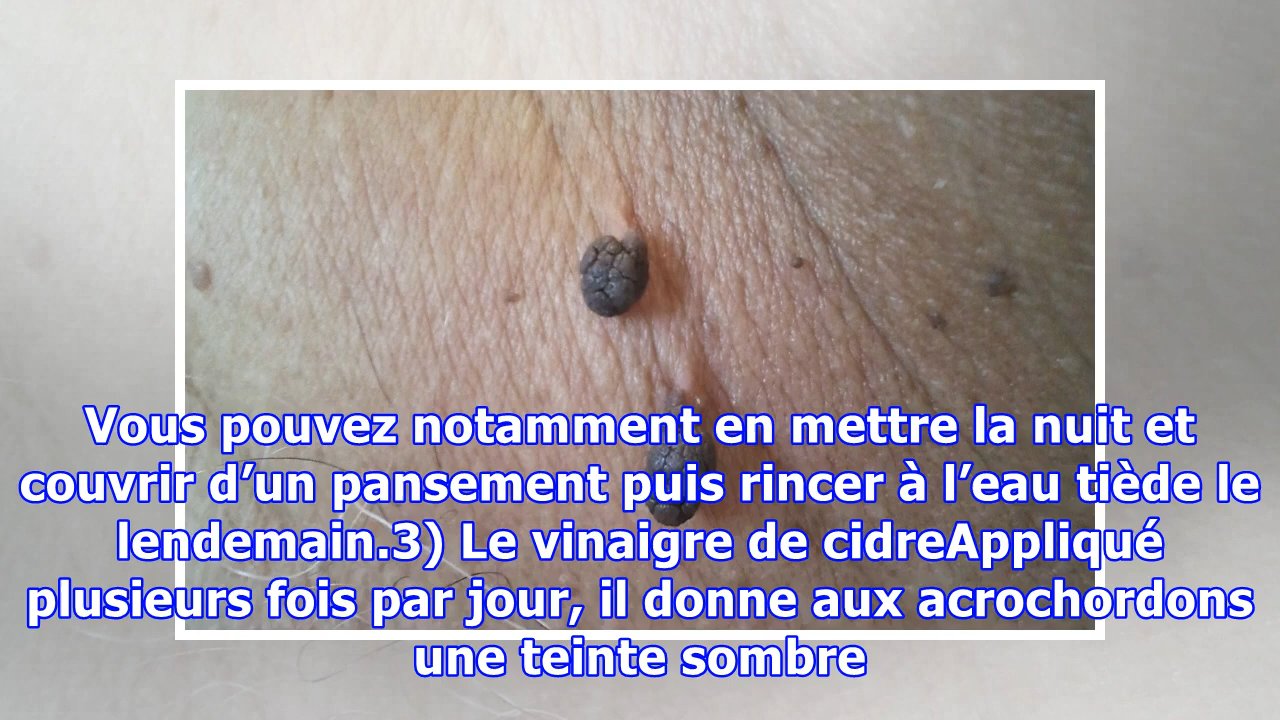 Vous pouvez notamment en mettre la nuit et
couvrir d’un pansement puis rincer à l’eau tiède le
lendemain.3) Le vinaigre de cidreAppliqué
plusieurs fois par jour, il donne aux acrochordons
une teinte sombre